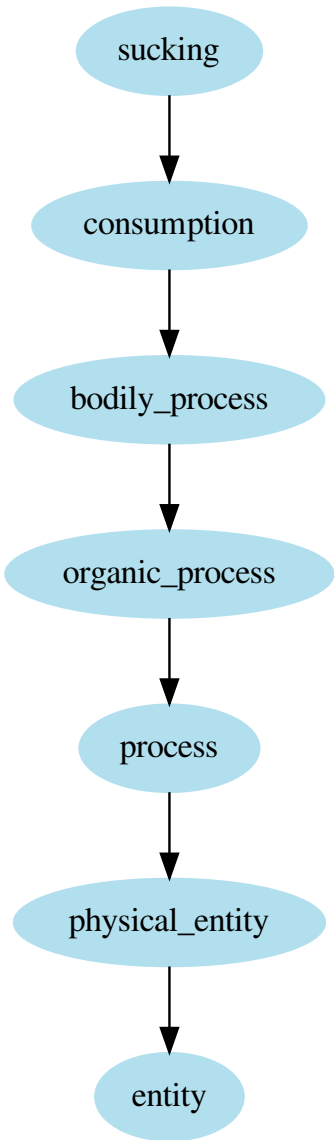 sucking
consumption
bodily_process
organic_process
process
physical_entity
entity